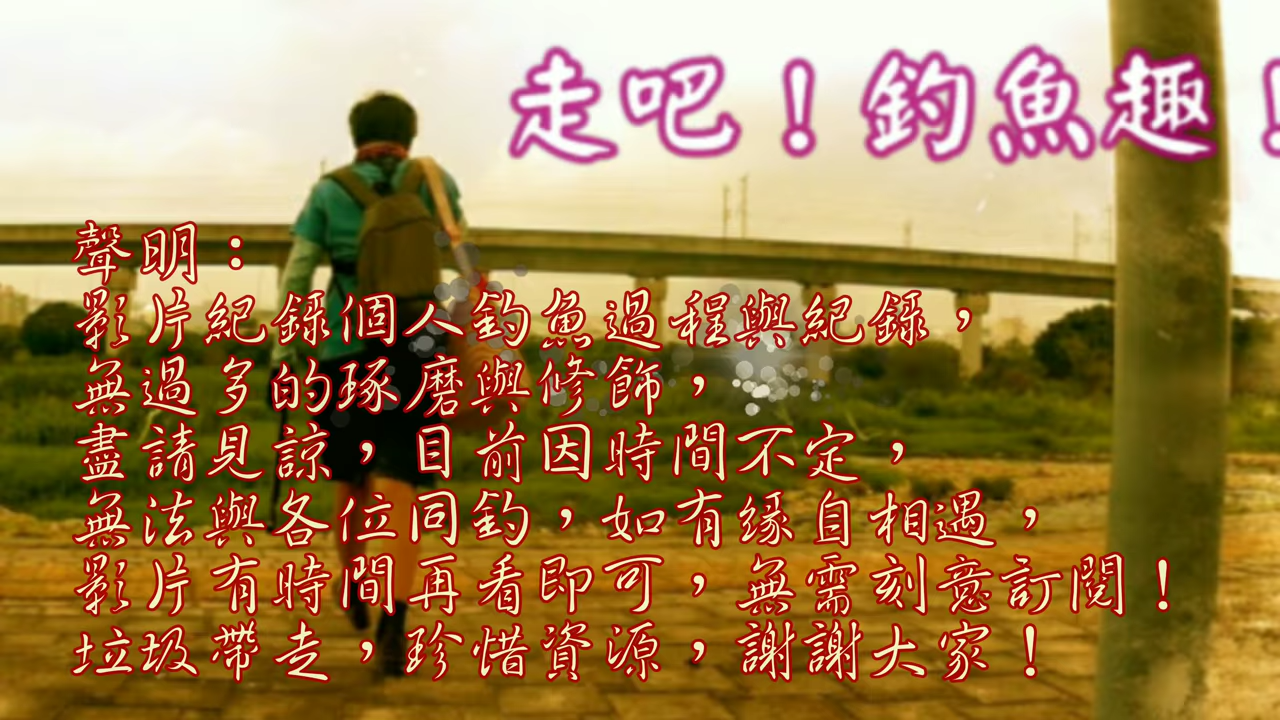 走吧！釣魚趣！
聲明：
影片紀錄個人釣魚過程與紀錄，
無過多的琢磨與修飾，
盡請見諒，目前因時間不定，
無法與各位同釣，如有緣自相遇，
影片有時間再看即可，無需刻意訂閱！
垃圾帶走，珍惜資源，謝謝大家！